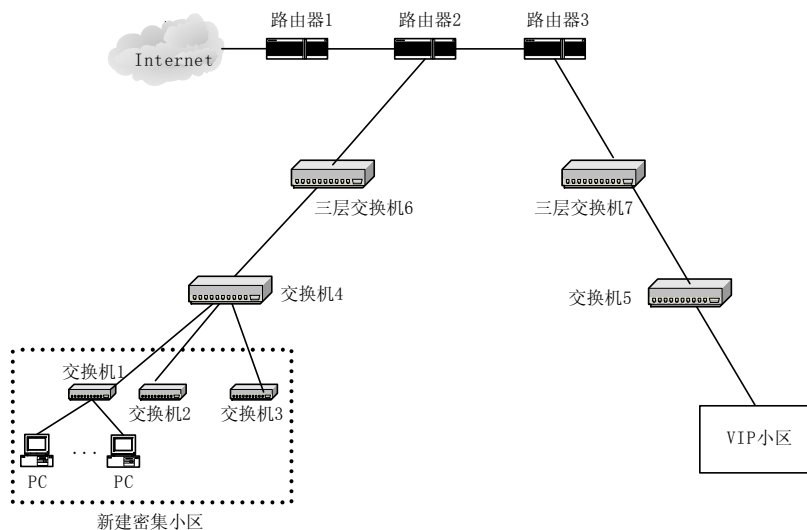 路由器1
路由器2
路由器3
Internet
三层交换机6
三层交换机7
交换机4
交换机5
交换机1
交换机2
交换机3
...
PC
PC
VIP小区
新建密集小区